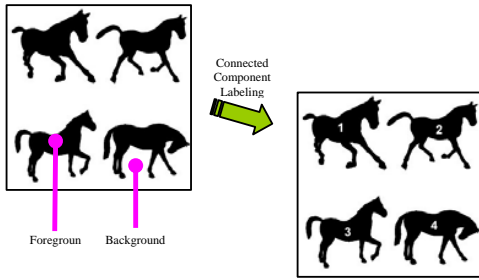 Connected
Component
Labeling
1
2
3
4
Foregroun
Background